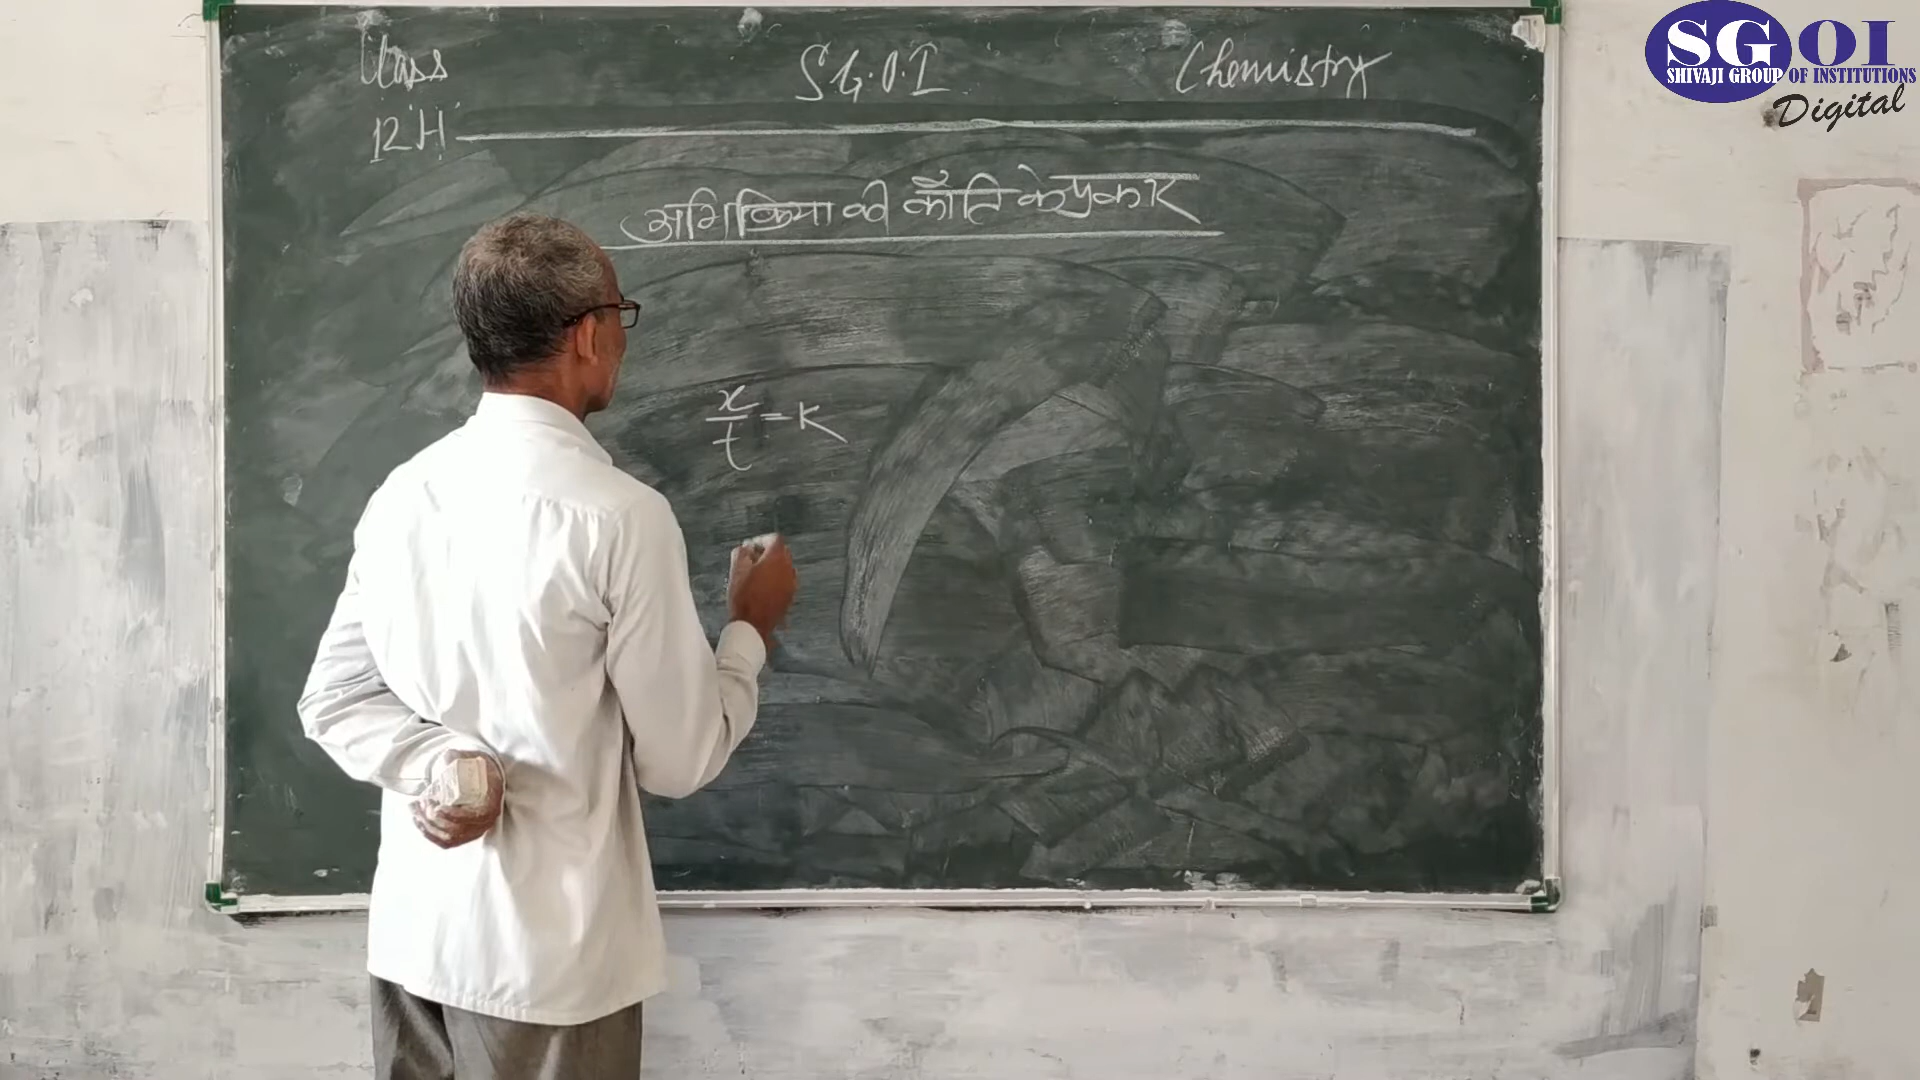 Class
S.G.O.I
Chemistry
12 H
अभिक्रिया की कोटि के प्रकार
x/t = K
SGOI
SHIVAJI GROUP OF INSTITUTIONS
Digital